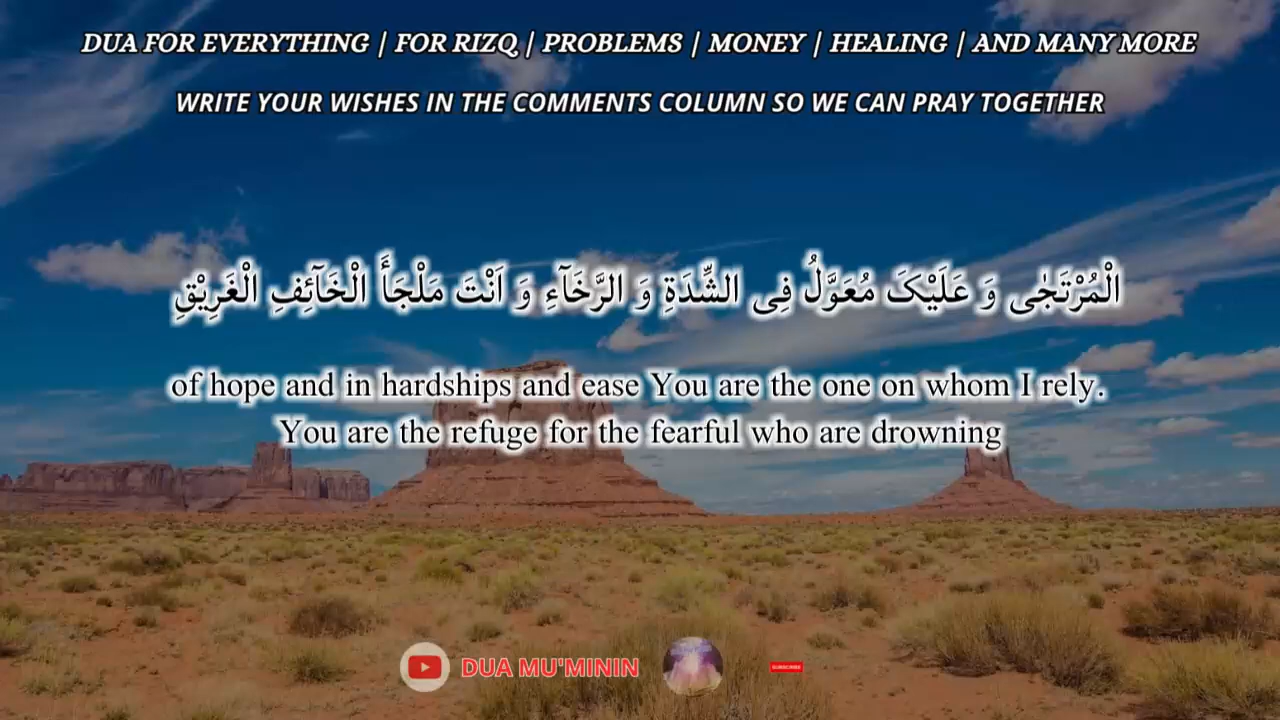 DUA FOR EVERYTHING | FOR RIZQ | PROBLEMS | MONEY | HEALING | AND MANY MORE
WRITE YOUR WISHES IN THE COMMENTS COLUMN SO WE CAN PRAY TOGETHER
الْمُرْتَجٰى وَ عَلَيْکَ مُعَوَّلُ فِى الشِّدَةِ وَ الرَّخَآءِ وَ اَنْتَ مَلْجَأَ الْخَآئِفِ الْغَرِيْقِ
of hope and in hardships and ease You are the one on whom I rely.
You are the refuge for the fearful who are drowning
DUA MU'MININ
SUBSCRIBE